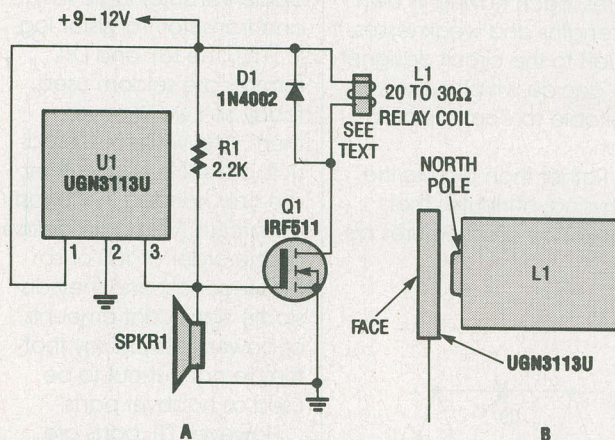 +9-12V
D1
1N4002
L1
20 TO 30Ω
RELAY COIL
SEE
TEXT
U1
UGN3113U
R1
2.2K
1 2 3
Q1
IRF511
SPKR1
A
NORTH
POLE
L1
FACE
UGN3113U
B